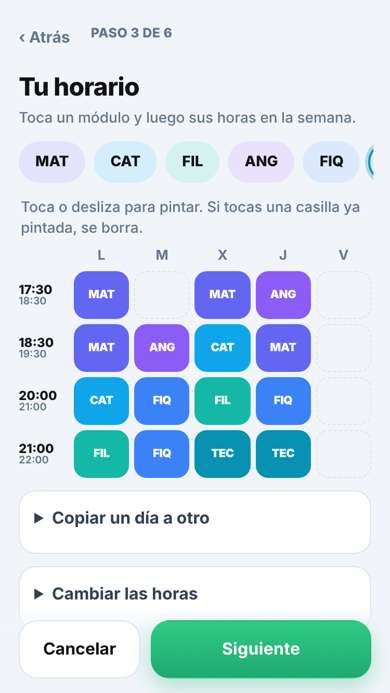 ‹ Atrás PASO 3 DE 6
Tu horario
Toca un módulo y luego sus horas en la semana.
MAT CAT FIL ANG FIQ
Toca o desliza para pintar. Si tocas una casilla ya
pintada, se borra.
L M X J V
17:30 MAT MAT ANG
18:30
18:30 MAT ANG CAT MAT
19:30
20:00 CAT FIQ FIL FIQ
21:00
21:00 FIL FIQ TEC TEC
22:00
▶ Copiar un día a otro
▶ Cambiar las horas
Cancelar Siguiente